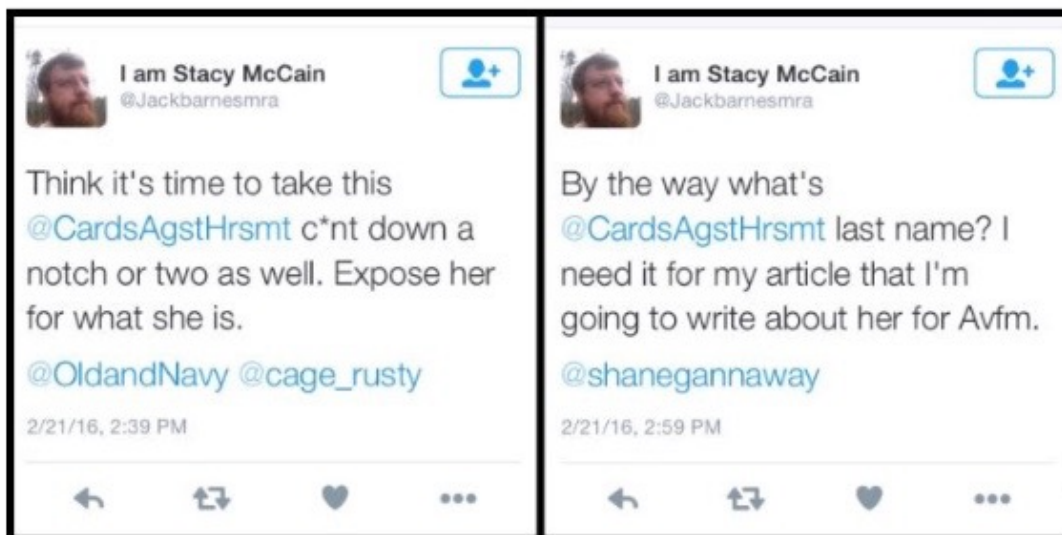 I am Stacy McCain
@Jackbarnesmra
Think it's time to take this
@CardsAgstHrsmt c*nt down a
notch or two as well. Expose her
for what she is.
@OldandNavy @cage_rusty
2/21/16, 2:39 PM
I am Stacy McCain
@Jackbarnesmra
By the way what's
@CardsAgstHrsmt last name? I
need it for my article that I'm
going to write about her for Avfm.
@shanegannaway
2/21/16, 2:59 PM